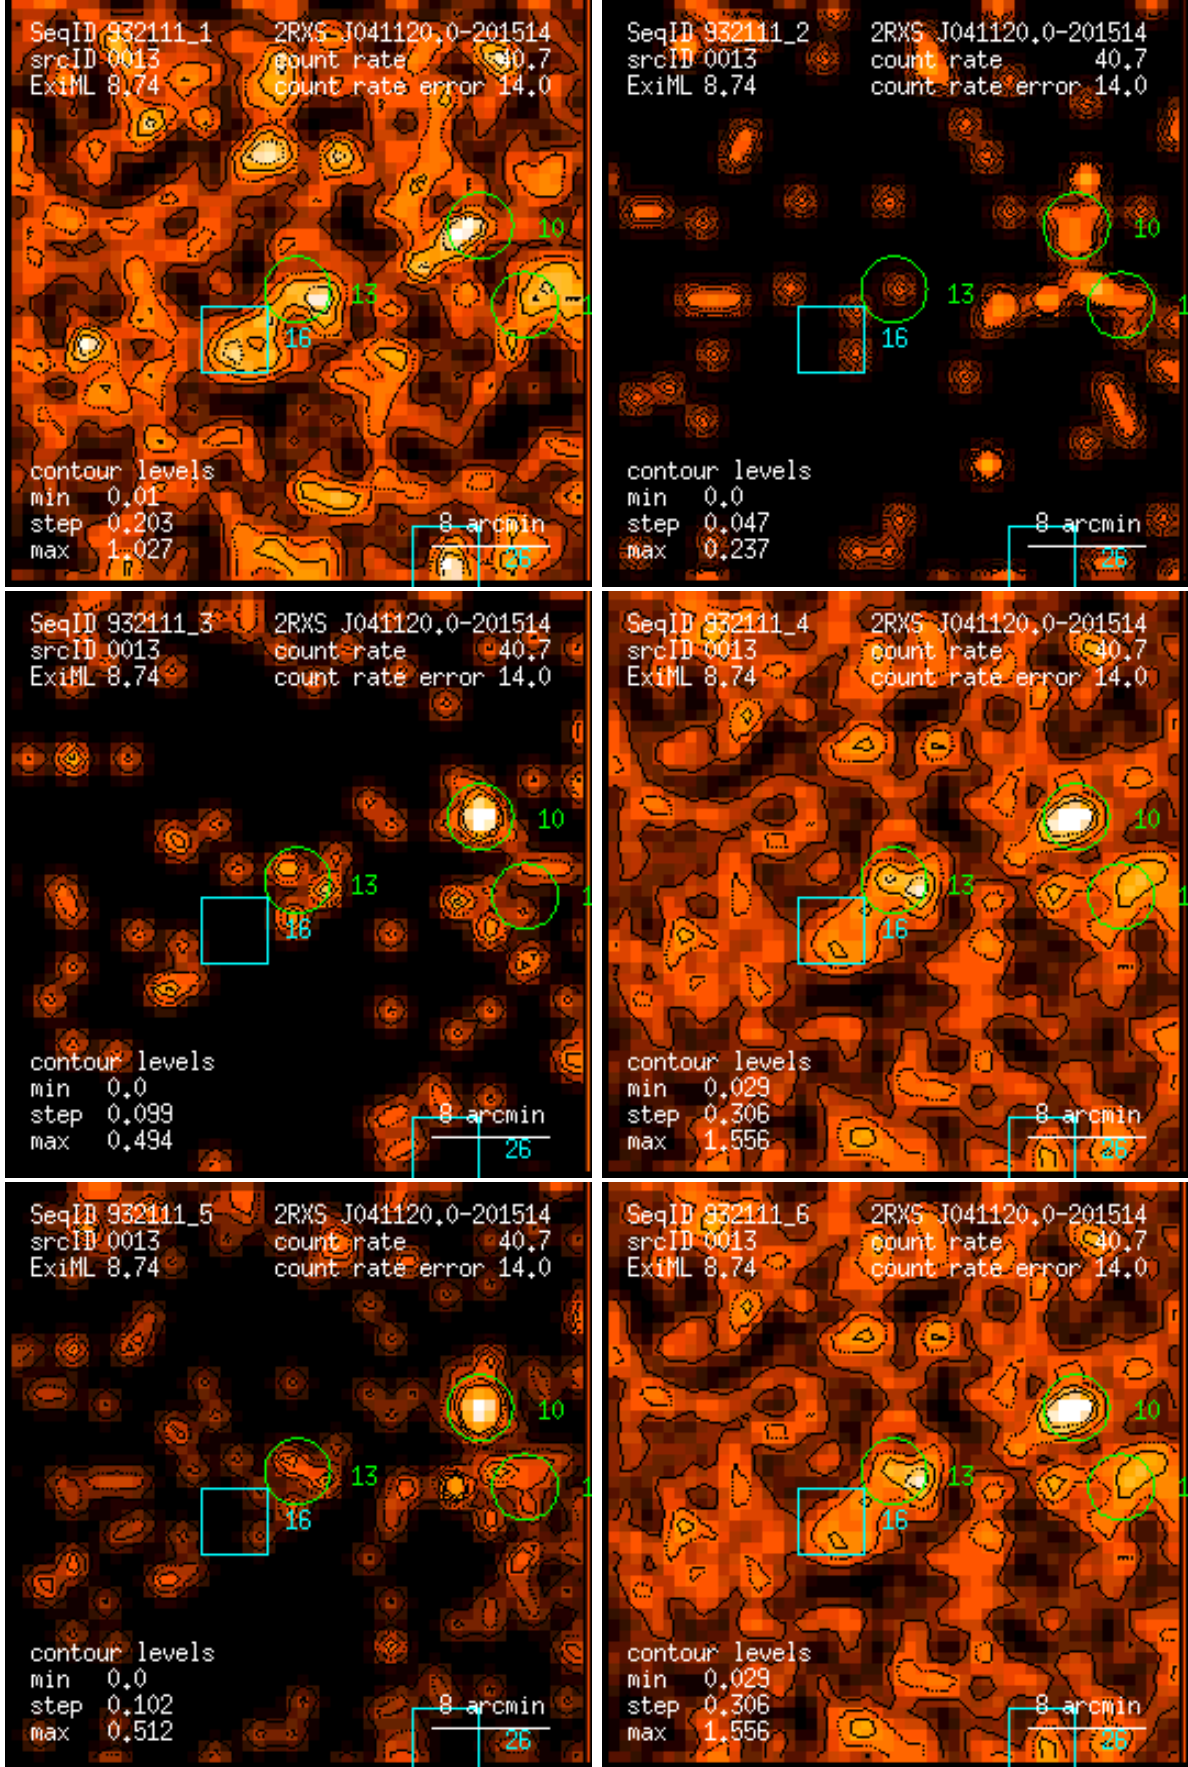 SeqID 932111_1 2RXS J041120.0-201514
srcID 0013 count rate 40.7
ExiML 8.74 count rate error 14.0
10
13
1
16
contour levels
min 0.01
step 0.203 8 arcmin
max 1.027 26
SeqID 932111_2 2RXS J041120.0-201514
srcID 0013 count rate 40.7
ExiML 8.74 count rate error 14.0
10
13
1
16
contour levels
min 0.0
step 0.047 8 arcmin
max 0.237 26
SeqID 932111_3 2RXS J041120.0-201514
srcID 0013 count rate 40.7
ExiML 8.74 count rate error 14.0
10
13
1
16
contour levels
min 0.0
step 0.099 8 arcmin
max 0.494 26
SeqID 932111_4 2RXS J041120.0-201514
srcID 0013 count rate 40.7
ExiML 8.74 count rate error 14.0
10
13
1
16
contour levels
min 0.029
step 0.306 8 arcmin
max 1.556 26
SeqID 932111_5 2RXS J041120.0-201514
srcID 0013 count rate 40.7
ExiML 8.74 count rate error 14.0
10
13
1
16
contour levels
min 0.0
step 0.102 8 arcmin
max 0.512 26
SeqID 932111_6 2RXS J041120.0-201514
srcID 0013 count rate 40.7
ExiML 8.74 count rate error 14.0
10
13
1
16
contour levels
min 0.029
step 0.306 8 arcmin
max 1.556 26